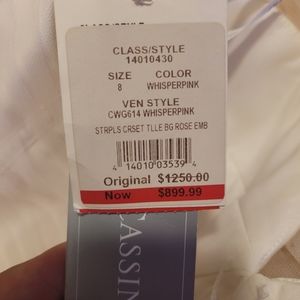 CLASS/STYLE
14010430
SIZE COLOR
8 WHISPERPINK
VEN STYLE
CWG614 WHISPERPINK
STRPLS CRSET TLLE BG ROSE EMB
4 14010 03539 4
Original $1250.00
Now $899.99
CASSIN